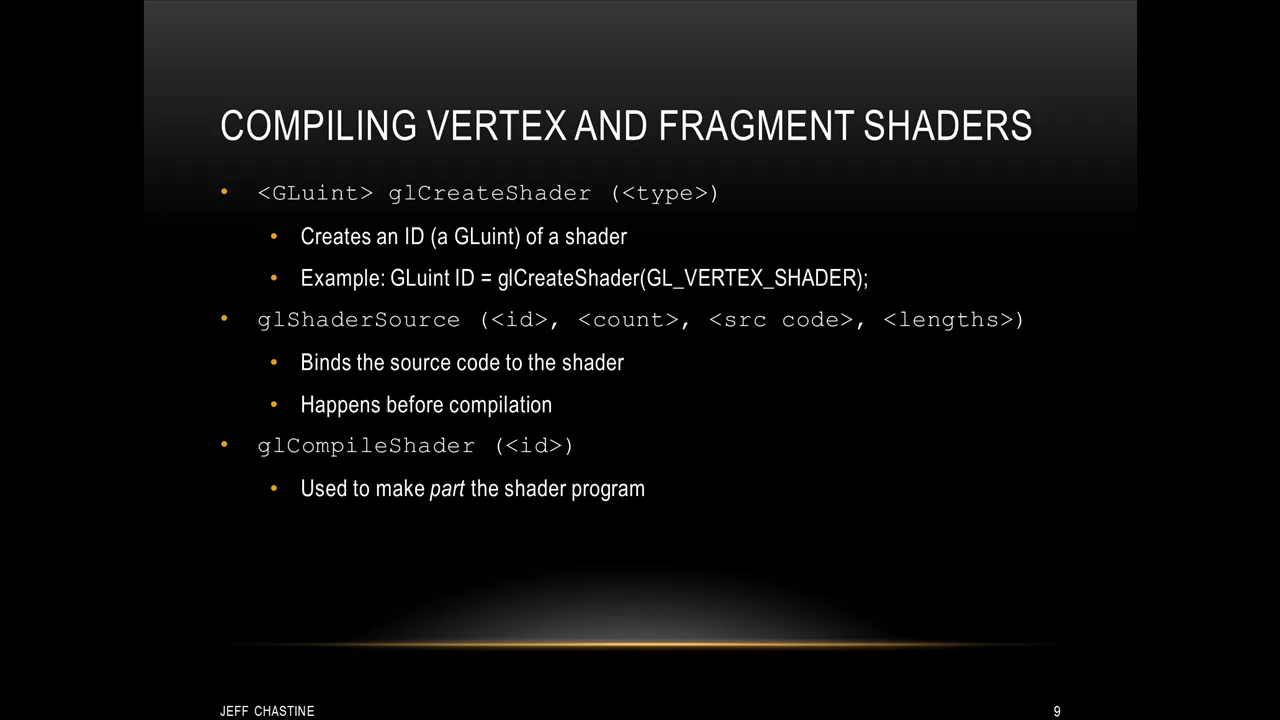 COMPILING VERTEX AND FRAGMENT SHADERS
• <GLuint> glCreateShader (<type>)
• Creates an ID (a GLuint) of a shader
• Example: GLuint ID = glCreateShader(GL_VERTEX_SHADER);
• glShaderSource (<id>, <count>, <src code>, <lengths>)
• Binds the source code to the shader
• Happens before compilation
• glCompileShader (<id>)
• Used to make part the shader program
JEFF CHASTINE 9